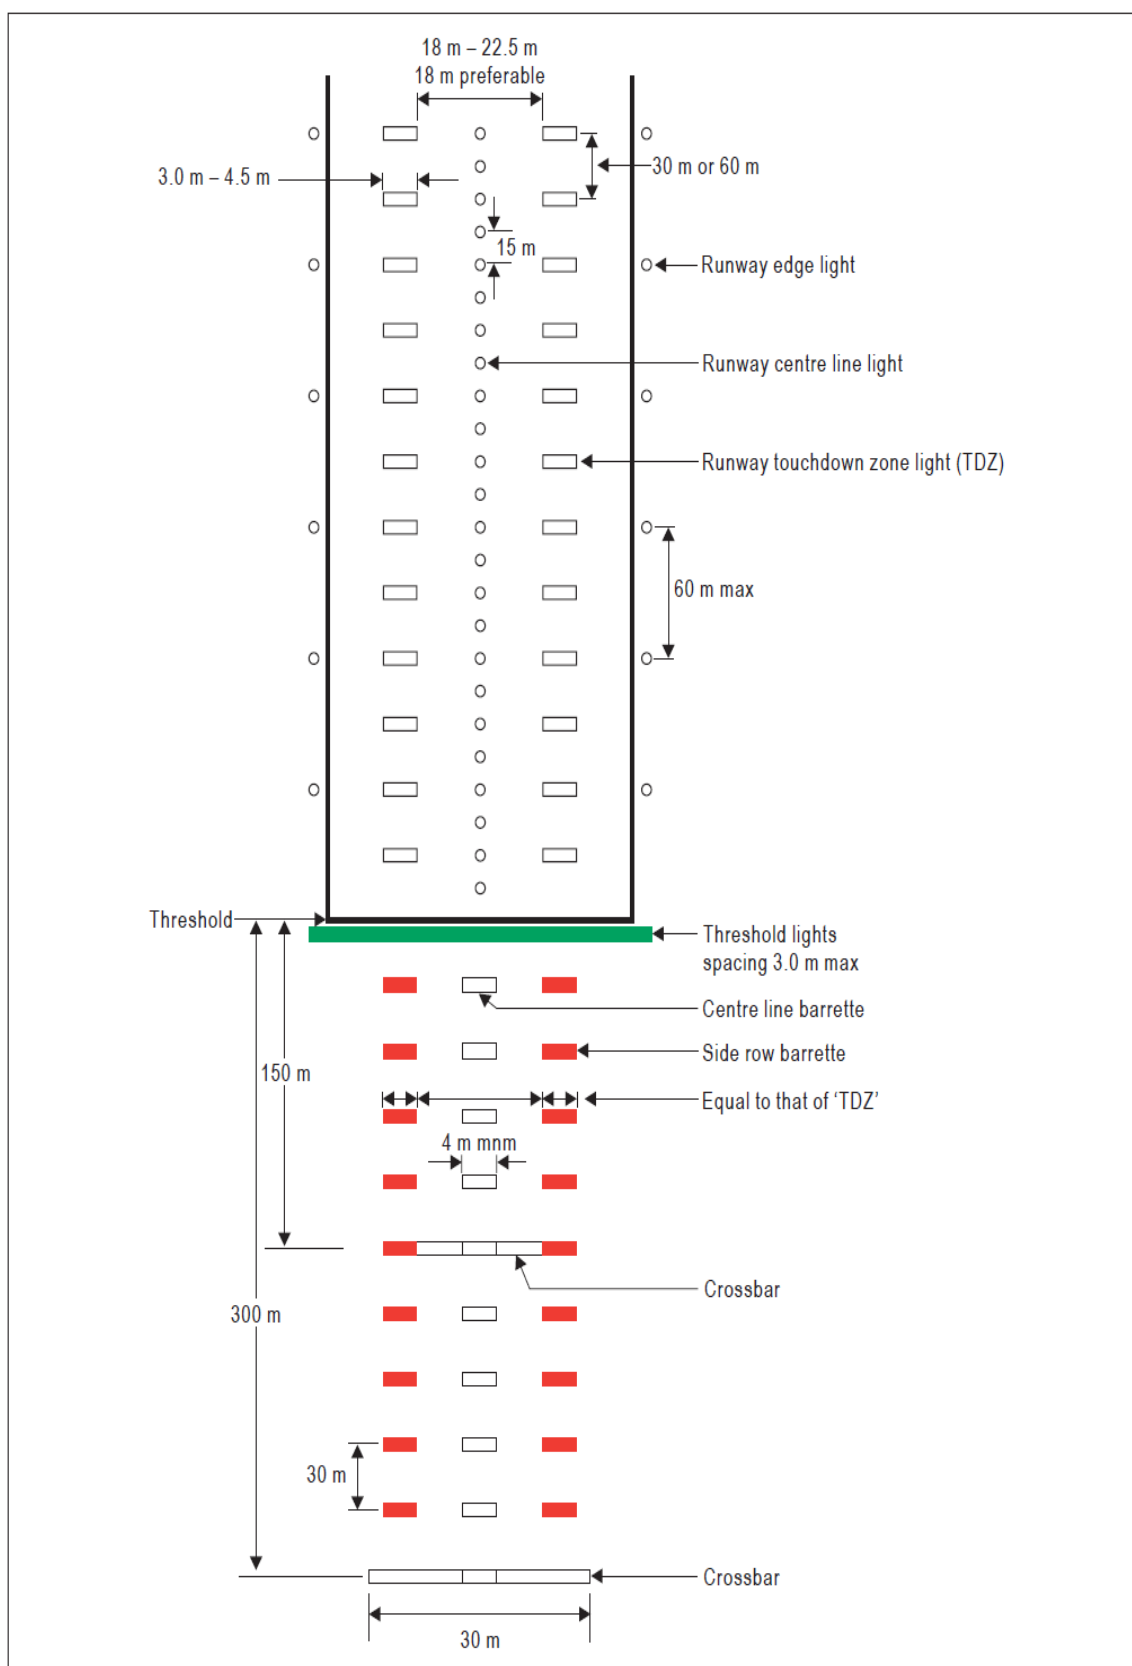 18 m – 22.5 m
18 m preferable
3.0 m – 4.5 m
30 m or 60 m
15 m
Runway edge light
Runway centre line light
Runway touchdown zone light (TDZ)
60 m max
Threshold
Threshold lights
spacing 3.0 m max
Centre line barrette
Side row barrette
150 m
Equal to that of ‘TDZ’
4 m mnm
Crossbar
300 m
30 m
Crossbar
30 m